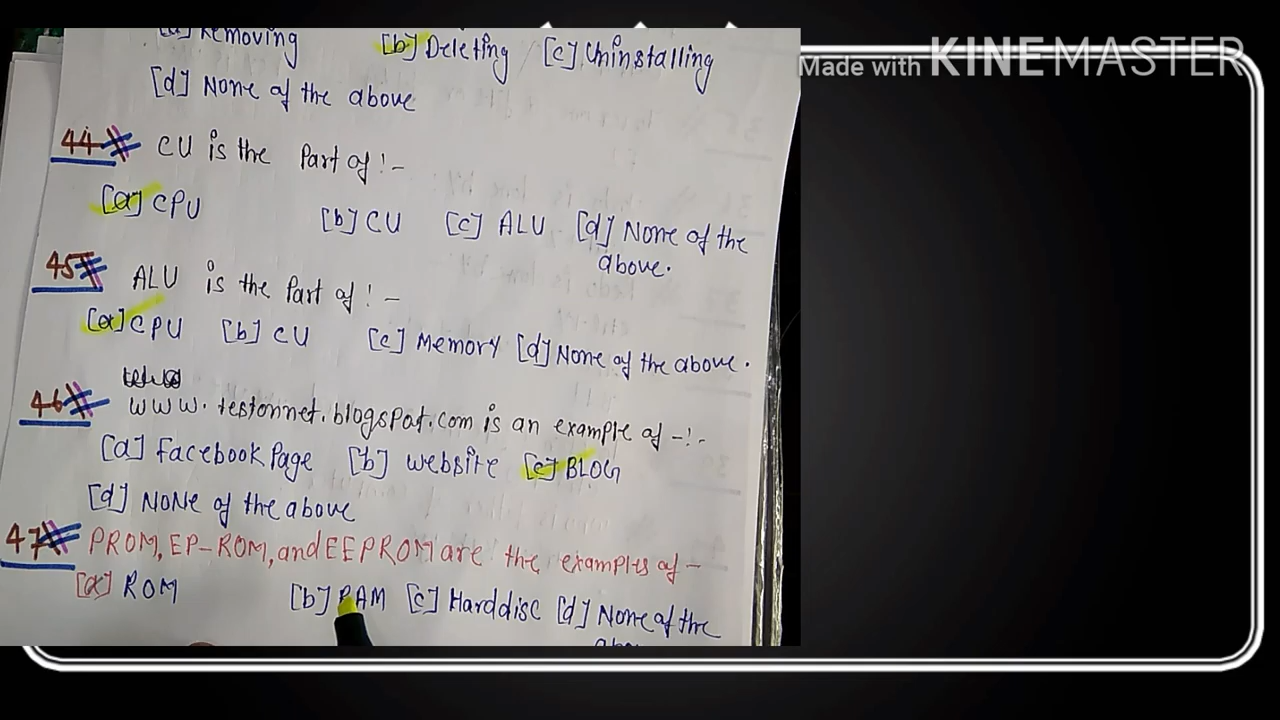 [a] Removing [b] Deleting [c] Uninstalling
[d] None of the above
44 CU is the Part of :-
[a] CPU [b] CU [c] ALU [d] None of the
above.
45 ALU is the Part of :-
[a] CPU [b] CU [c] Memory [d] None of the above.
46 www.testonnet.blogspot.com is an example of -:-
[a] Facebook Page [b] website [c] BLOG
[d] NONE of the above
47 PROM, EP-ROM, and EEPROM are the examples of -
[a] ROM [b] RAM [c] Harddisc [d] None of the
Made with KINEMASTER